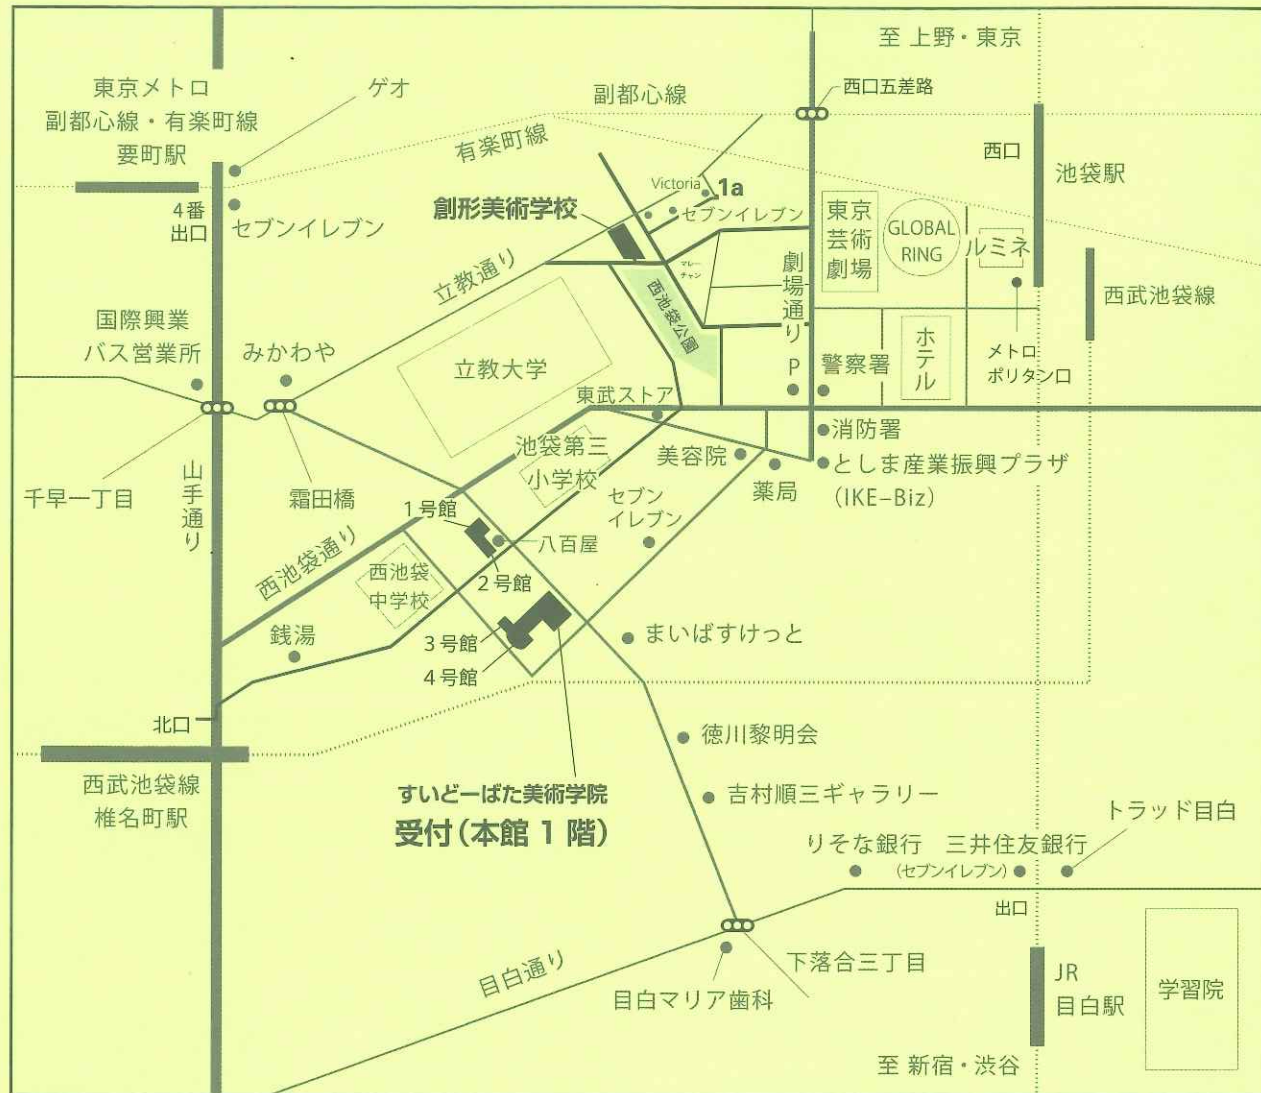 至 上野・東京
東京メトロ
副都心線・有楽町線
要町駅
ゲオ
副都心線
西口五差路
有楽町線
西口
池袋駅
4番
出口
セブンイレブン
創形美術学校
Victoria
1a
セブンイレブン
東京
芸術
劇場
GLOBAL
RING
ルミネ
立教通り
マレー
チャン
劇場通り
西池袋公園
西武池袋線
国際興業
バス営業所
みかわや
立教大学
P
警察署
ホテル
メトロ
ポリタン口
東武ストア
消防署
池袋第三
小学校
美容院
としま産業振興プラザ
(IKE-Biz)
薬局
千早一丁目
山手通り
霜田橋
セブン
イレブン
1号館
八百屋
西池袋通り
西池袋
中学校
2号館
銭湯
3号館
4号館
まいばすけっと
北口
徳川黎明会
西武池袋線
椎名町駅
すいどーばた美術学院
受付(本館 1 階)
吉村順三ギャラリー
トラッド目白
りそな銀行
三井住友銀行
(セブンイレブン)
出口
目白通り
下落合三丁目
目白マリア歯科
JR
目白駅
学習院
至 新宿・渋谷